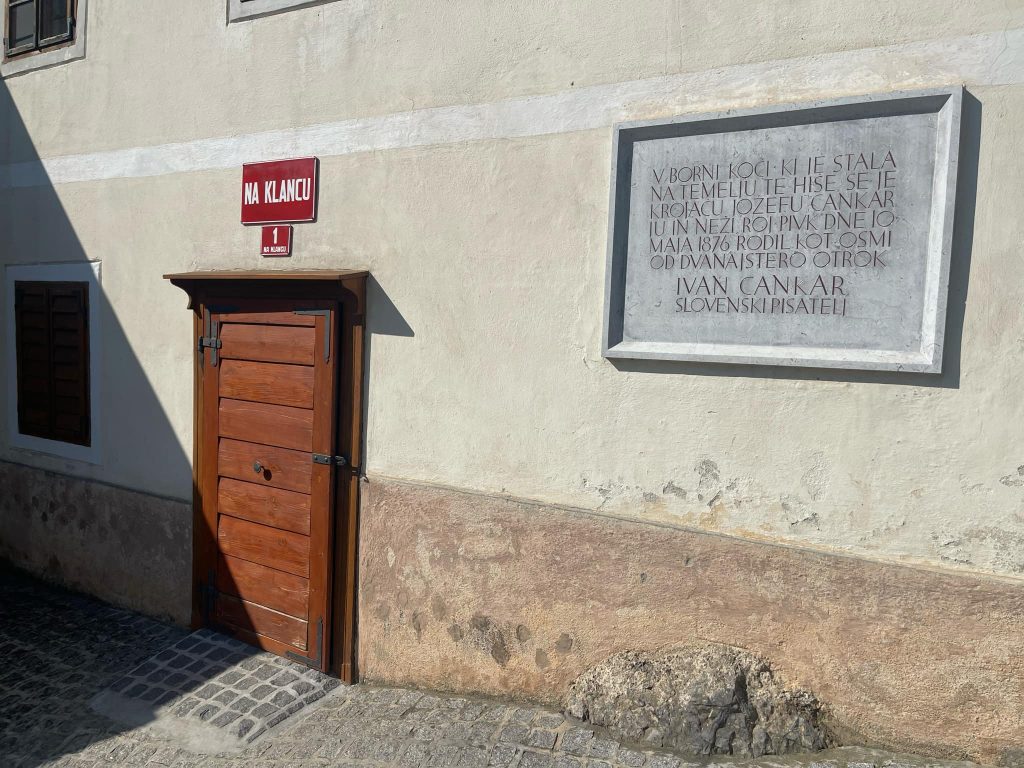 NA KLANCU
1
NA KLANCU
V BORNI KOČI · KI JE STALA
NA TEMELJU TE HIŠE, SE JE
KROJAČU JOŽEFU CANKAR
JU IN NEŽI, ROJ·PIVK, DNE 10
MAJA 1876 RODIL KOT OSMI
OD DVANAJSTERO OTROK
IVAN CANKAR,
SLOVENSKI PISATELJ